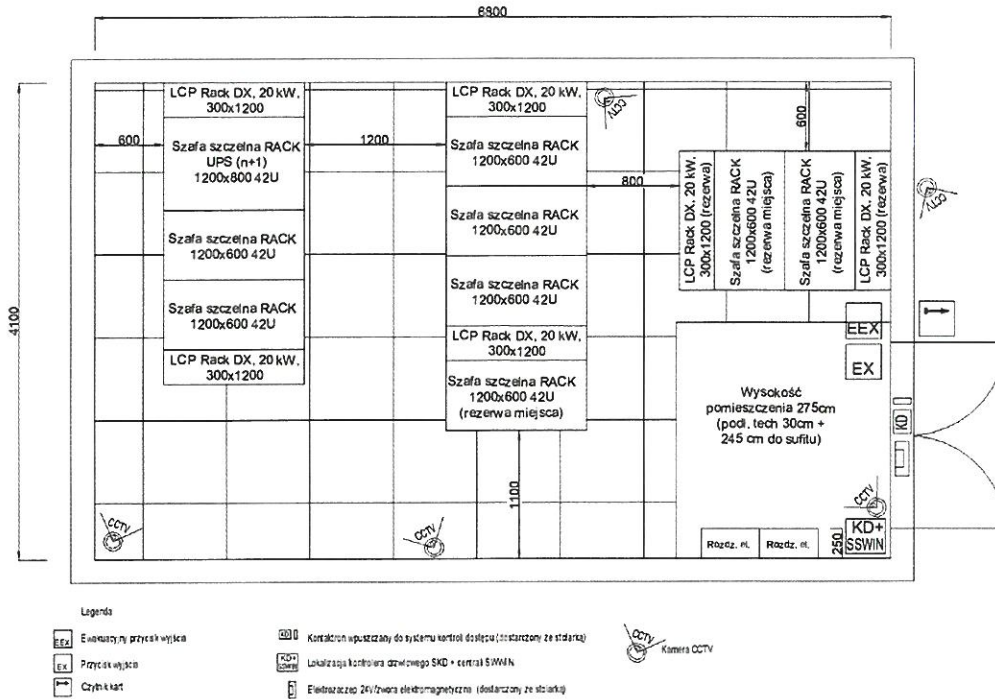 6800
LCP Rack DX, 20 kW,
300x1200
LCP Rack DX, 20 kW,
300x1200
CCTV
600
Szafa szczelna RACK
UPS (n+1)
1200x800 42U
1200
Szafa szczelna RACK
1200x600 42U
600
800
LCP Rack DX, 20 kW,
300x1200 (rezerwa)
Szafa szczelna RACK
1200x600 42U
(rezerwa miejsca)
Szafa szczelna RACK
1200x600 42U
(rezerwa miejsca)
LCP Rack DX, 20 kW,
300x1200 (rezerwa)
CCTV
Szafa szczelna RACK
1200x600 42U
Szafa szczelna RACK
1200x600 42U
4100
Szafa szczelna RACK
1200x600 42U
Szafa szczelna RACK
1200x600 42U
EEX
LCP Rack DX, 20 kW,
300x1200
LCP Rack DX, 20 kW,
300x1200
EX
Szafa szczelna RACK
1200x600 42U
(rezerwa miejsca)
Wysokość
pomieszczenia 275cm
(podł. tech 30cm +
245 cm do sufitu)
KD
1100
CCTV
CCTV
CCTV
Rozdz. el.
Rozdz. el.
250
KD+
SSWIN
Legenda
EEX Ewakuacyjny przycisk wyjścia
EX Przycisk wyjścia
Czytnik kart
KD Kontaktron wpuszczany do systemu kontroli dostępu (dostarczony ze stolarką)
KD+
SSWIN
Lokalizacja kontrolera drzwiowego SKD + centrali SWWiN
Elektrozaczep 24V/zwora elektromagnetyczna (dostarczony ze stolarką)
CCTV
Kamera CCTV